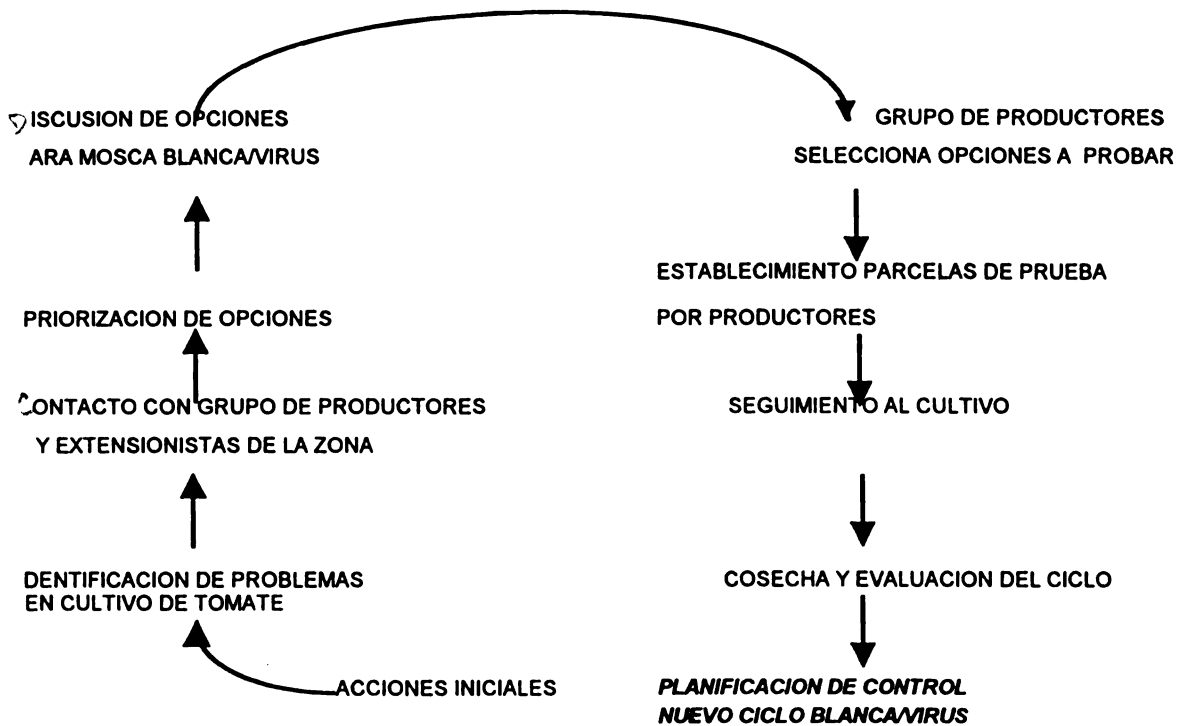 DISCUSION DE OPCIONES
ARA MOSCA BLANCA/VIRUS
PRIORIZACION DE OPCIONES
CONTACTO CON GRUPO DE PRODUCTORES
Y EXTENSIONISTAS DE LA ZONA
DENTIFICACION DE PROBLEMAS
EN CULTIVO DE TOMATE
ACCIONES INICIALES
GRUPO DE PRODUCTORES
SELECCIONA OPCIONES A PROBAR
ESTABLECIMIENTO PARCELAS DE PRUEBA
POR PRODUCTORES
SEGUIMIENTO AL CULTIVO
COSECHA Y EVALUACION DEL CICLO
PLANIFICACION DE CONTROL
NUEVO CICLO BLANCA/VIRUS